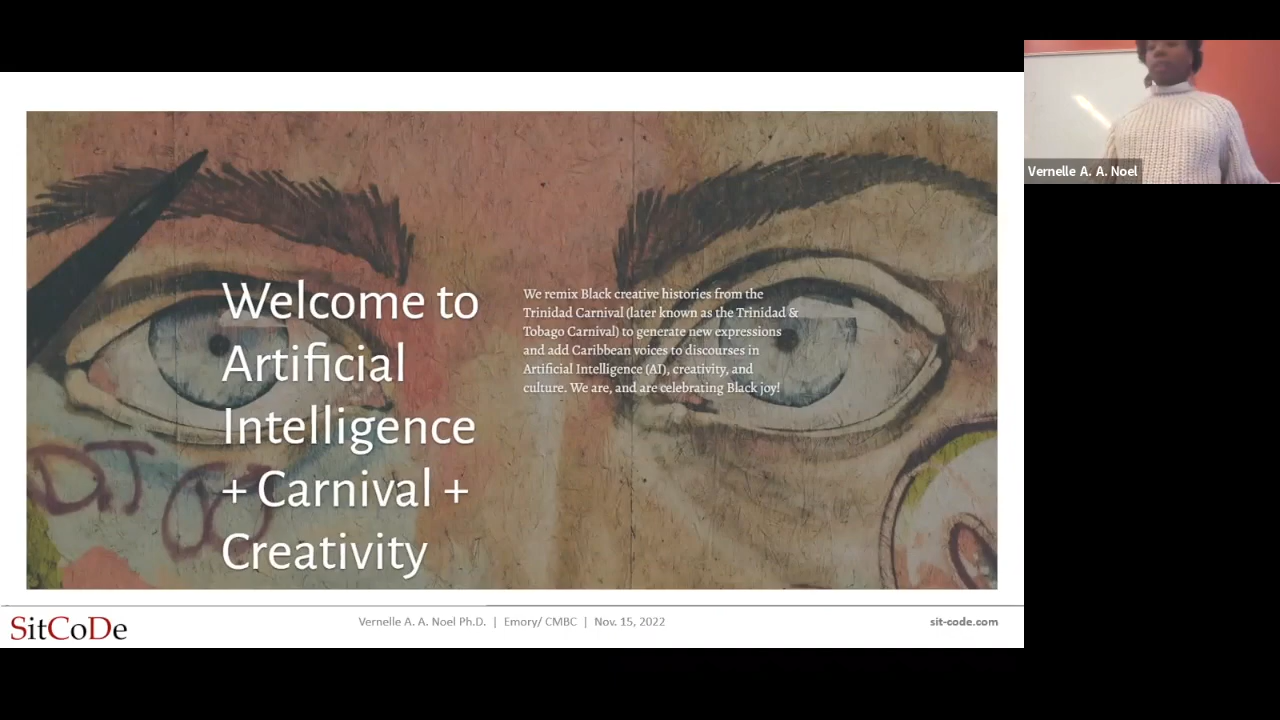 Welcome to
Artificial
Intelligence
+ Carnival +
Creativity
We remix Black creative histories from the
Trinidad Carnival (later known as the Trinidad &
Tobago Carnival) to generate new expressions
and add Caribbean voices to discourses in
Artificial Intelligence (AI), creativity, and
culture. We are, and are celebrating Black joy!
SitCoDe
Vernelle A. A. Noel Ph.D. | Emory/ CMBC | Nov. 15, 2022
sit-code.com
Vernelle A. A. Noel